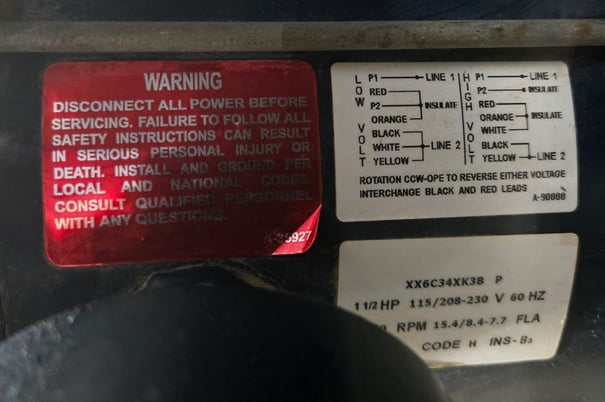 WARNING
DISCONNECT ALL POWER BEFORE
SERVICING. FAILURE TO FOLLOW ALL
SAFETY INSTRUCTIONS CAN RESULT
IN SERIOUS PERSONAL INJURY OR
DEATH. INSTALL AND GROUND PER
LOCAL AND NATIONAL CODES.
CONSULT QUALIFIED PERSONNEL
WITH ANY QUESTIONS.
LOW VOLT
P1 LINE 1
RED
P2 INSULATE
ORANGE
BLACK
WHITE LINE 2
YELLOW
HIGH VOLT
P1 LINE 1
P2 INSULATE
RED
ORANGE INSULATE
WHITE
BLACK
YELLOW LINE 2
ROTATION CCW-OPE TO REVERSE EITHER VOLTAGE
INTERCHANGE BLACK AND RED LEADS
XX6C34XK3B P
1 1/2 HP 115/208-230 V 60 HZ
RPM 15.4/8.4-7.7 FLA
CODE H INS-B